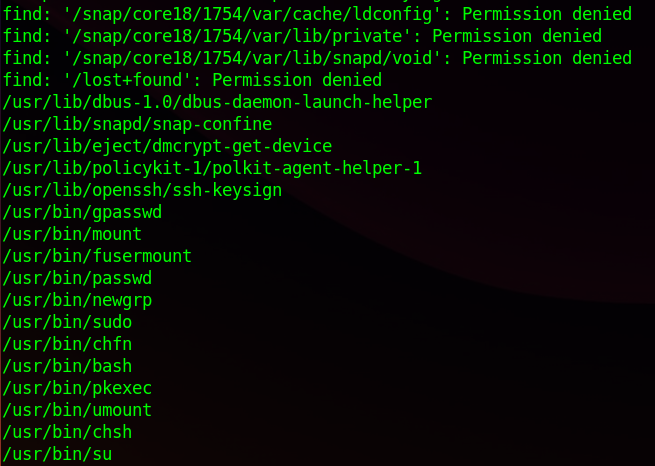 find: '/snap/core18/1754/var/cache/ldconfig': Permission denied
find: '/snap/core18/1754/var/lib/private': Permission denied
find: '/snap/core18/1754/var/lib/snapd/void': Permission denied
find: '/lost+found': Permission denied
/usr/lib/dbus-1.0/dbus-daemon-launch-helper
/usr/lib/snapd/snap-confine
/usr/lib/eject/dmcrypt-get-device
/usr/lib/policykit-1/polkit-agent-helper-1
/usr/lib/openssh/ssh-keysign
/usr/bin/gpasswd
/usr/bin/mount
/usr/bin/fusermount
/usr/bin/passwd
/usr/bin/newgrp
/usr/bin/sudo
/usr/bin/chfn
/usr/bin/bash
/usr/bin/pkexec
/usr/bin/umount
/usr/bin/chsh
/usr/bin/su